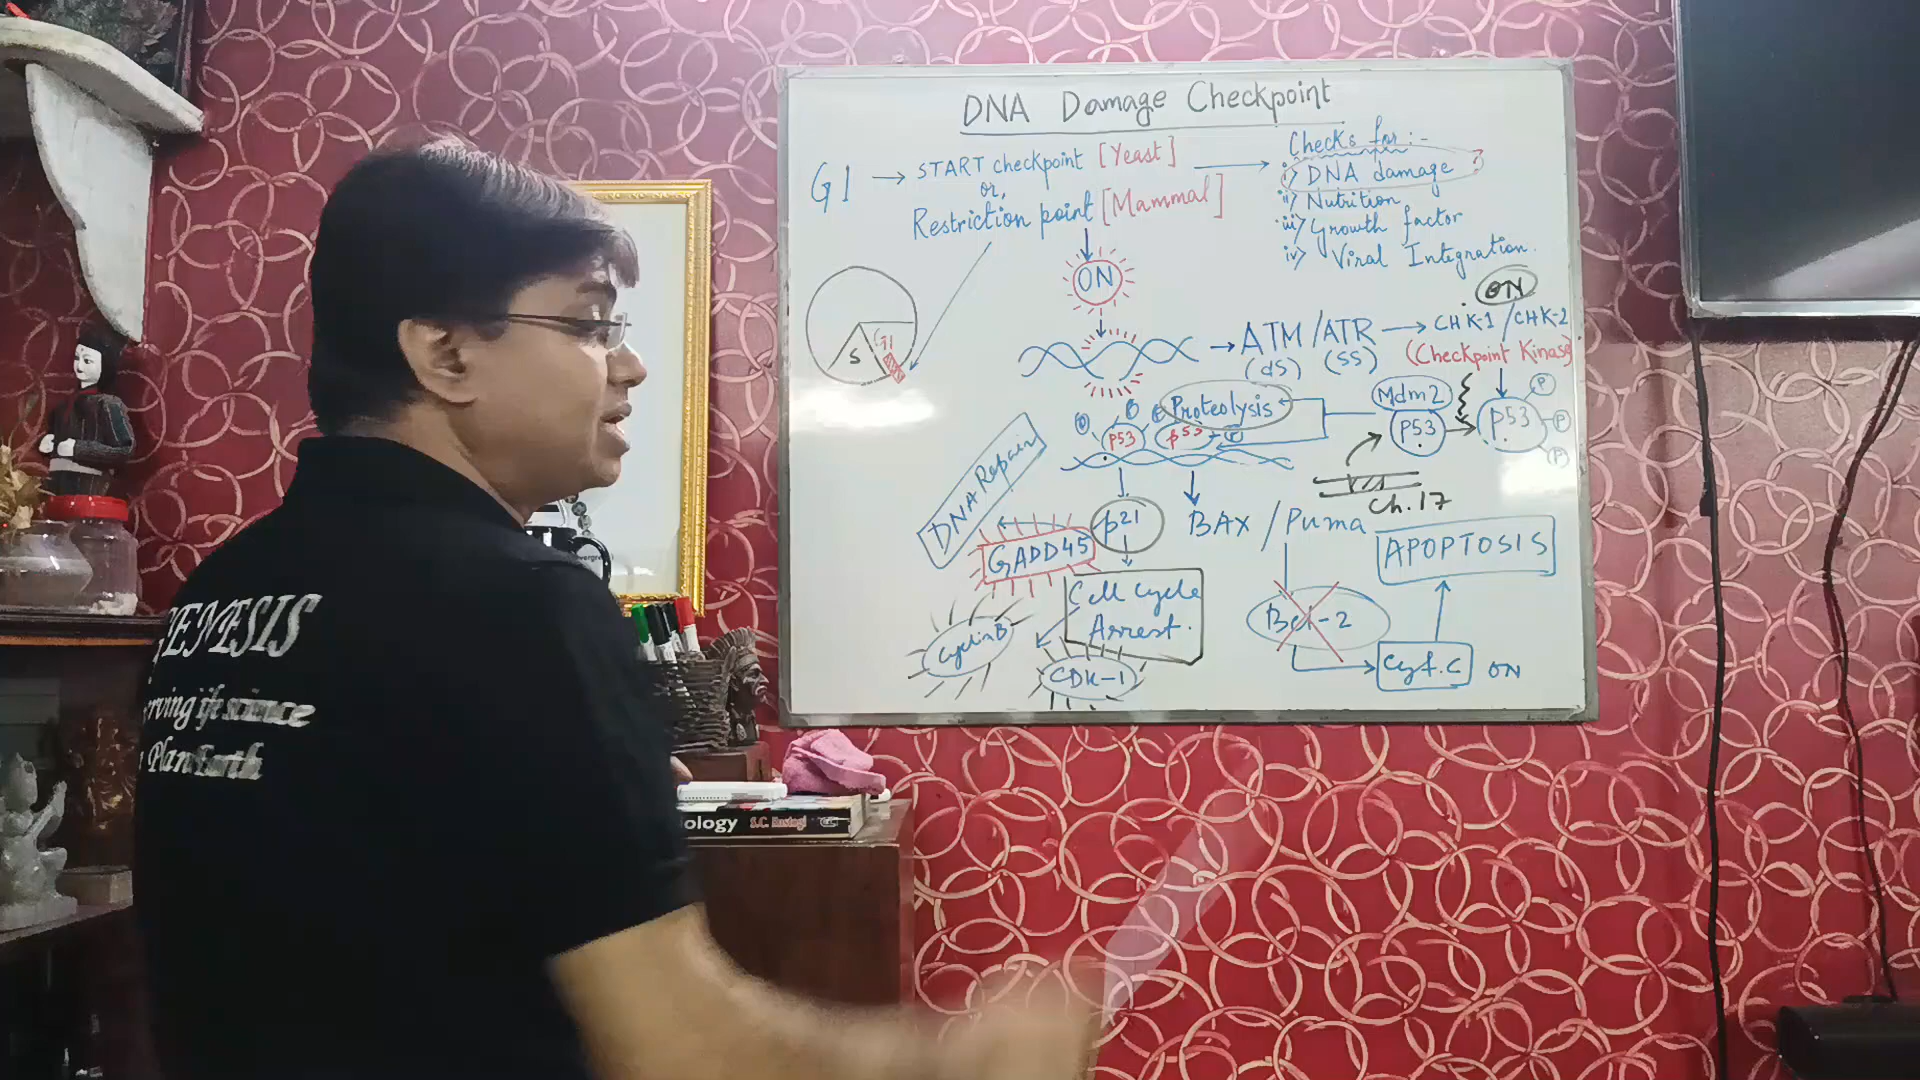 DNA Damage Checkpoint
G1 → START checkpoint [Yeast] →
or,
Restriction point [Mammal]
Checks for:-
i> DNA damage
ii> Nutrition
iii> Growth factor
iv> Viral Integration.
ON
G1
S
→ ATM/ATR → CHK-1/CHK-2
(ds) (ss) (Checkpoint Kinase)
ON
Mdm2
P53
p53
P
P
P
Proteolysis
P53
p53
Ch.17
DNA Repair
p21
BAX / Puma
GADD45
APOPTOSIS
Cell Cycle
Arrest.
Bcl-2
Cyclin B
CDK-1
Cyt.C ON
GENESIS
erving life science
Plan Earth
ology S.C. Rastogi